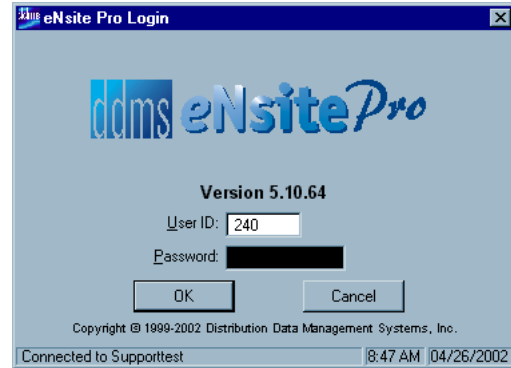 ddms eNsite Pro Login
ddms eNsitePro
Version 5.10.64
User ID: 240
Password:
OK Cancel
Copyright © 1999-2002 Distribution Data Management Systems, Inc.
Connected to Supporttest 8:47 AM 04/26/2002